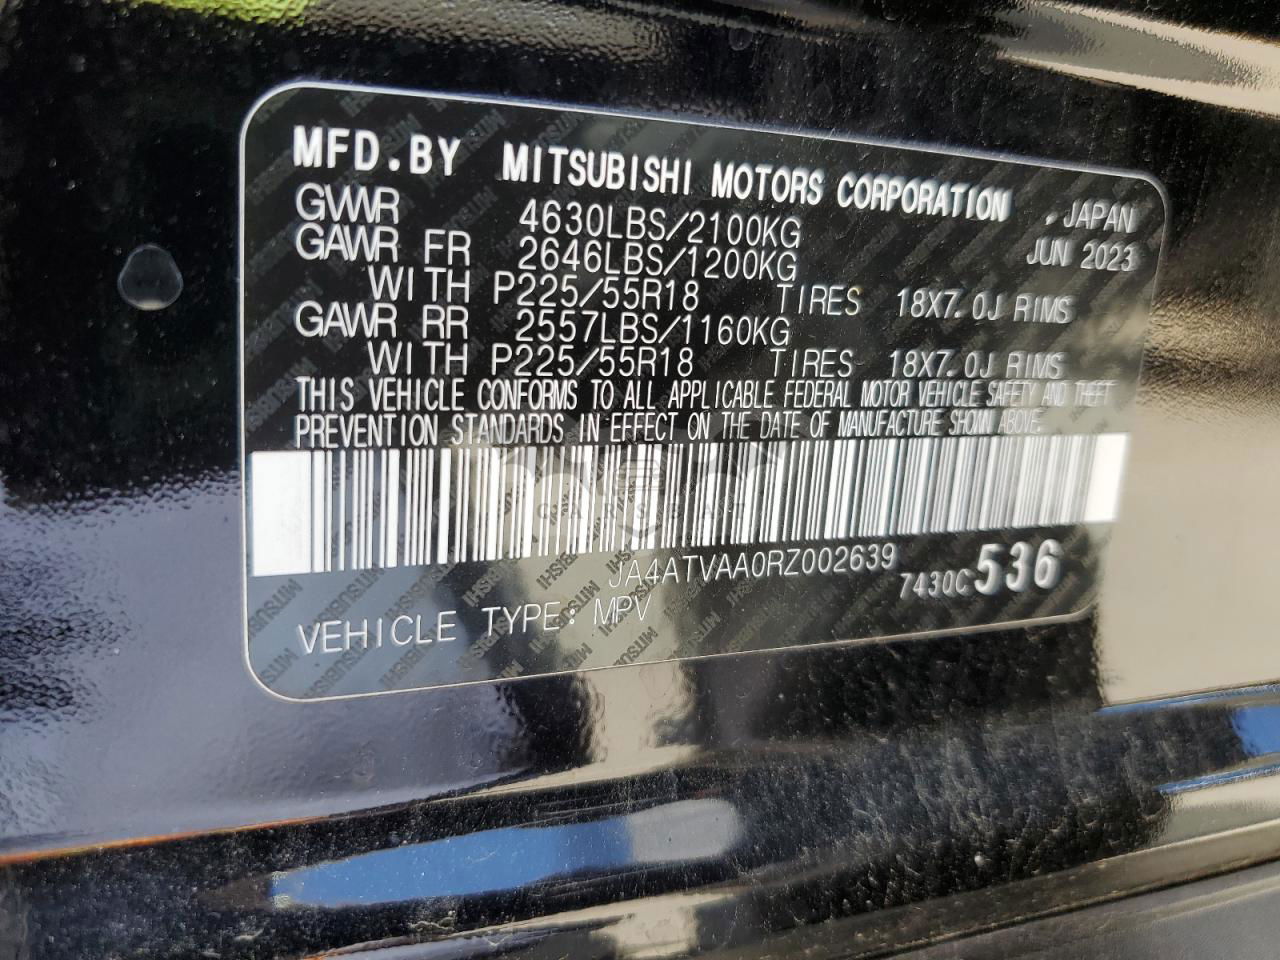 MFD.BY MITSUBISHI MOTORS CORPORATION
GVWR 4630LBS/2100KG . JAPAN
GAWR FR 2646LBS/1200KG JUN 2023
WITH P225/55R18 TIRES 18X7.0J RIMS
GAWR RR 2557LBS/1160KG
WITH P225/55R18 TIRES 18X7.0J RIMS
THIS VEHICLE CONFORMS TO ALL APPLICABLE FEDERAL MOTOR VEHICLE SAFETY AND THEFT
PREVENTION STANDARDS IN EFFECT ON THE DATE OF MANUFACTURE SHOWN ABOVE.
JA4ATVAA0RZ002639
7430C 536
VEHICLE TYPE: MPV